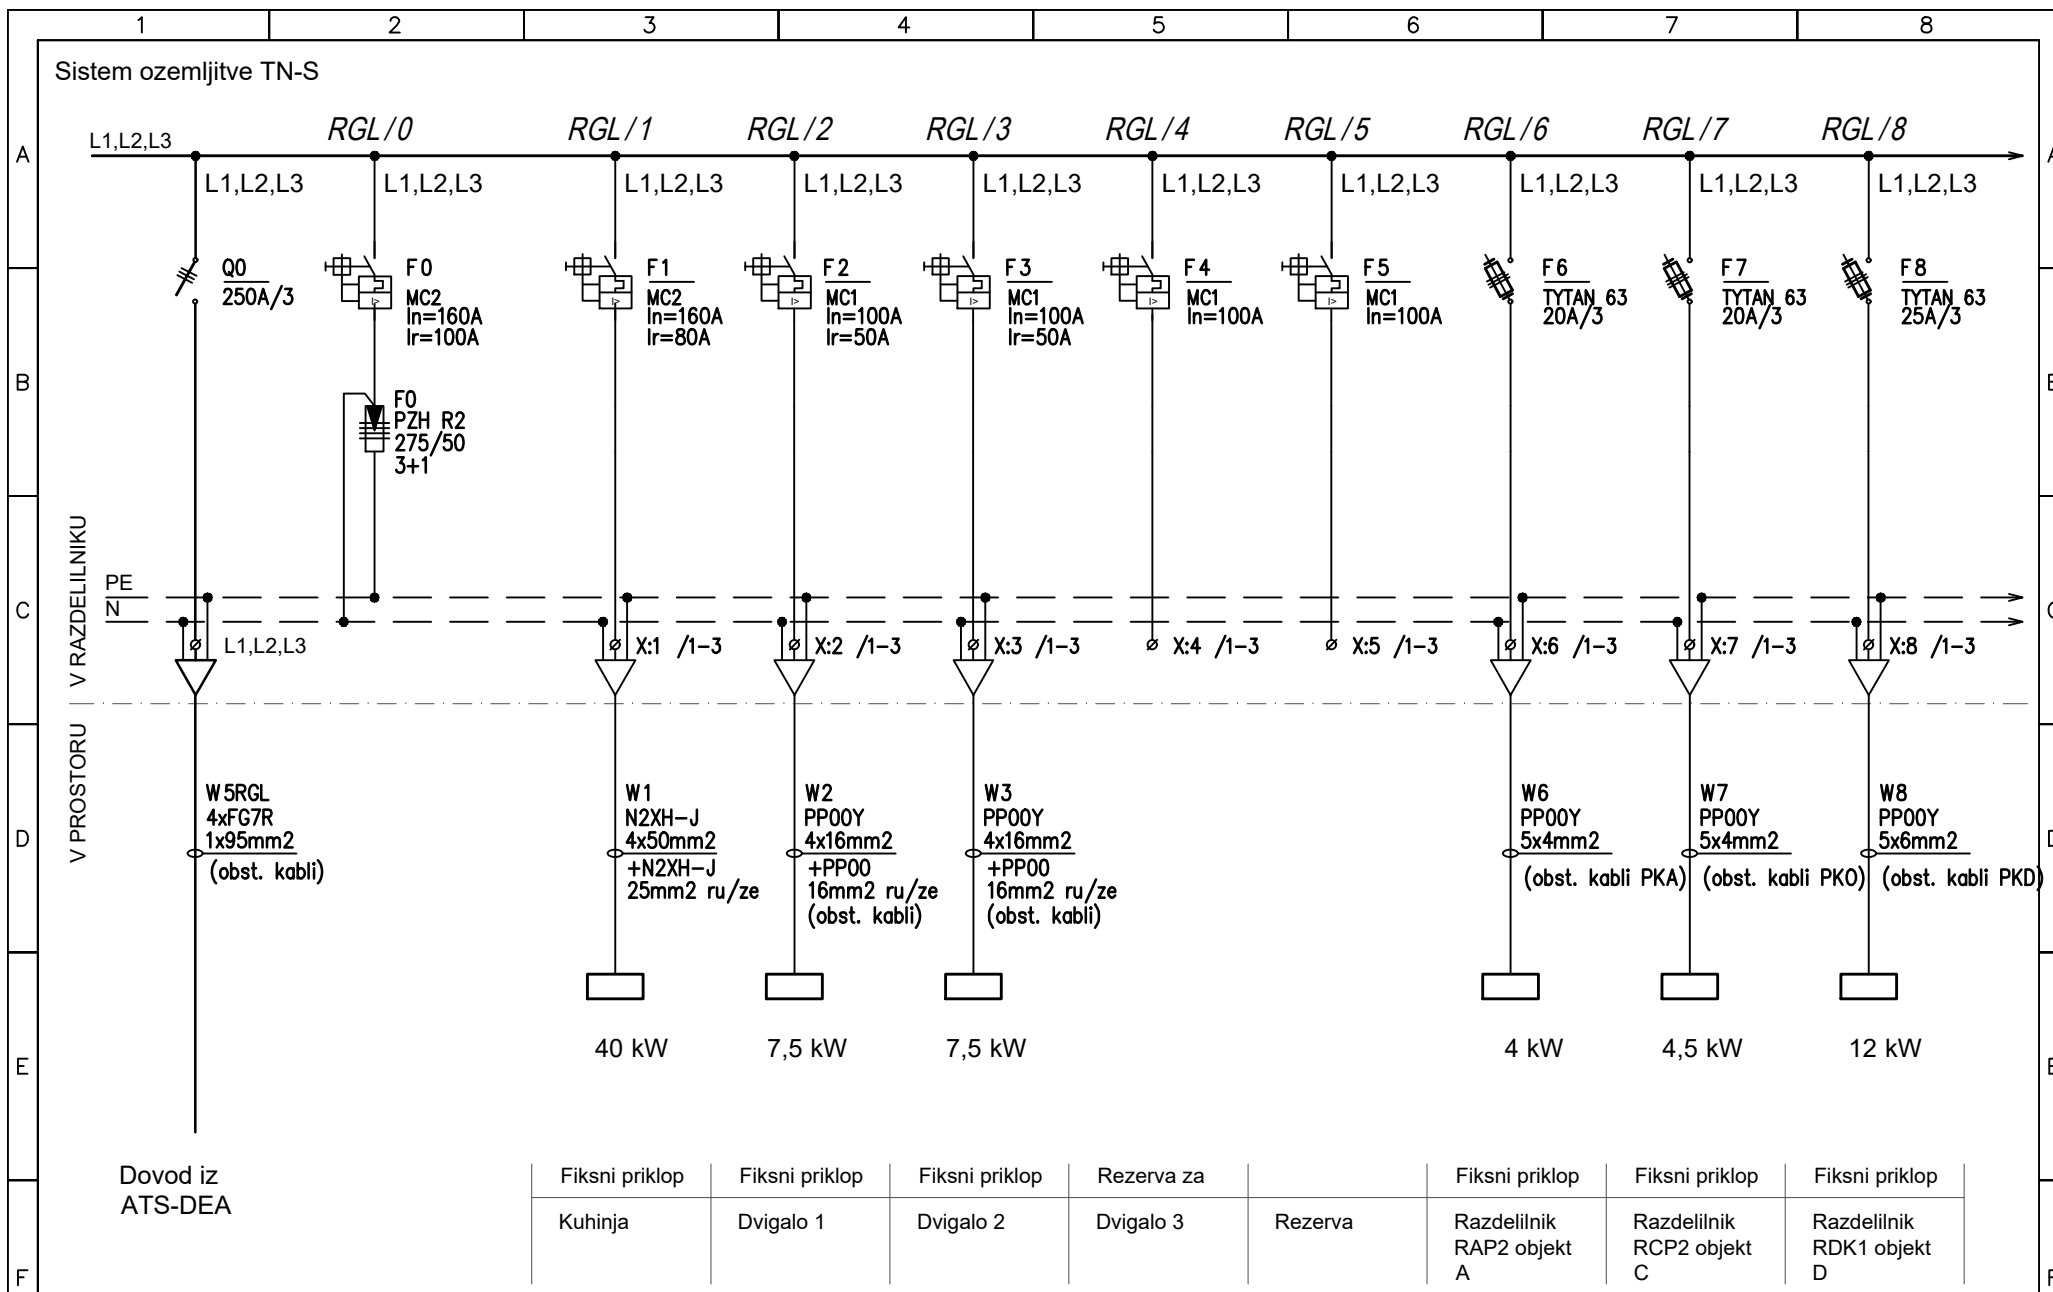 1 2 3 4 5 6 7 8
Sistem ozemljitve TN-S
RGL/0 RGL/1 RGL/2 RGL/3 RGL/4 RGL/5 RGL/6 RGL/7 RGL/8
L1,L2,L3
A A
L1,L2,L3 L1,L2,L3 L1,L2,L3 L1,L2,L3 L1,L2,L3 L1,L2,L3 L1,L2,L3 L1,L2,L3 L1,L2,L3 L1,L2,L3
Q0
250A/3
F0
MC2
In=160A
Ir=100A
F1
MC2
In=160A
Ir=80A
F2
MC1
In=100A
Ir=50A
F3
MC1
In=100A
Ir=50A
F4
MC1
In=100A
F5
MC1
In=100A
F6
TYTAN 63
20A/3
F7
TYTAN 63
20A/3
F8
TYTAN 63
25A/3
I> I> I> I> I> I>
B B
F0
PZH R2
275/50
3+1
V RAZDELILNIKU
PE
N
C C
L1,L2,L3 X:1 /1-3 X:2 /1-3 X:3 /1-3 X:4 /1-3 X:5 /1-3 X:6 /1-3 X:7 /1-3 X:8 /1-3
V PROSTORU
D D
W5RGL
4xFG7R
1x95mm2
(obst. kabli)
W1
N2XH-J
4x50mm2
+N2XH-J
25mm2 ru/ze
W2
PP00Y
4x16mm2
+PP00
16mm2 ru/ze
(obst. kabli)
W3
PP00Y
4x16mm2
+PP00
16mm2 ru/ze
(obst. kabli)
W6
PP00Y
5x4mm2
(obst. kabli PKA)
W7
PP00Y
5x4mm2
(obst. kabli PKO)
W8
PP00Y
5x6mm2
(obst. kabli PKD)
40 kW 7,5 kW 7,5 kW 4 kW 4,5 kW 12 kW
E E
Dovod iz
ATS-DEA
Fiksni priklop
Kuhinja
Fiksni priklop
Dvigalo 1
Fiksni priklop
Dvigalo 2
Rezerva za
Dvigalo 3
Rezerva
Fiksni priklop
Razdelilnik
RAP2 objekt
A
Fiksni priklop
Razdelilnik
RCP2 objekt
C
Fiksni priklop
Razdelilnik
RDK1 objekt
D
F F